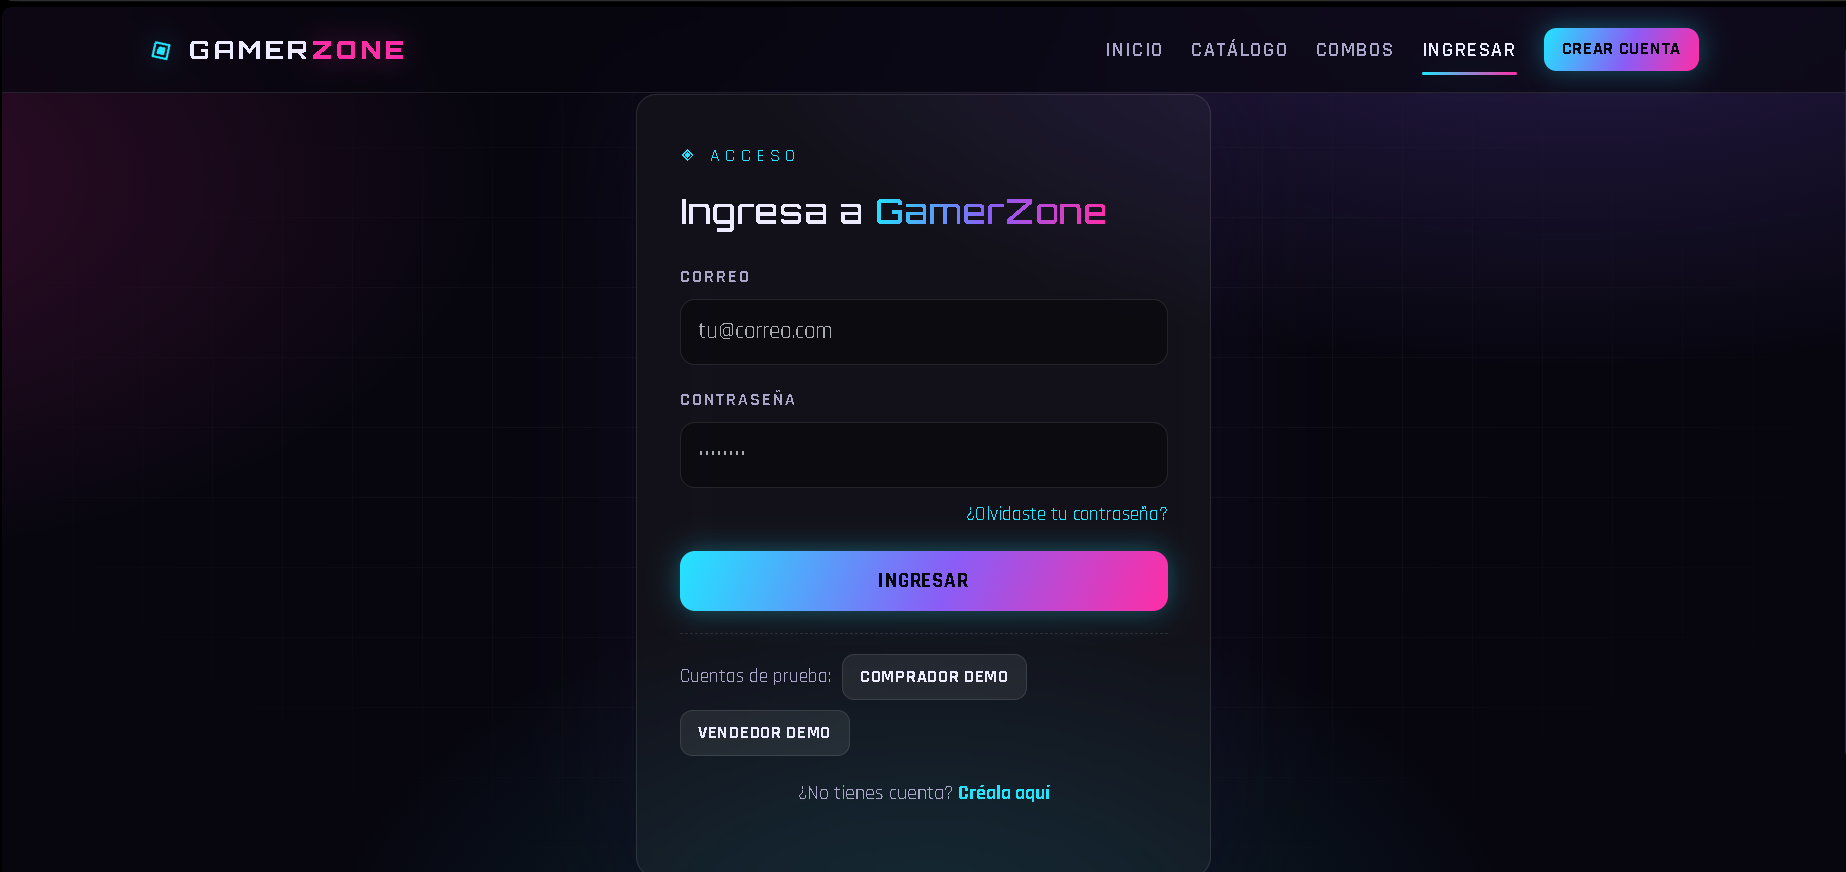 GAMERZONE
INICIO CATÁLOGO COMBOS INGRESAR CREAR CUENTA
ACCESO
Ingresa a GamerZone
CORREO
tu@correo.com
CONTRASEÑA
••••••••
¿Olvidaste tu contraseña?
INGRESAR
Cuentas de prueba: COMPRADOR DEMO
VENDEDOR DEMO
¿No tienes cuenta? Créala aquí